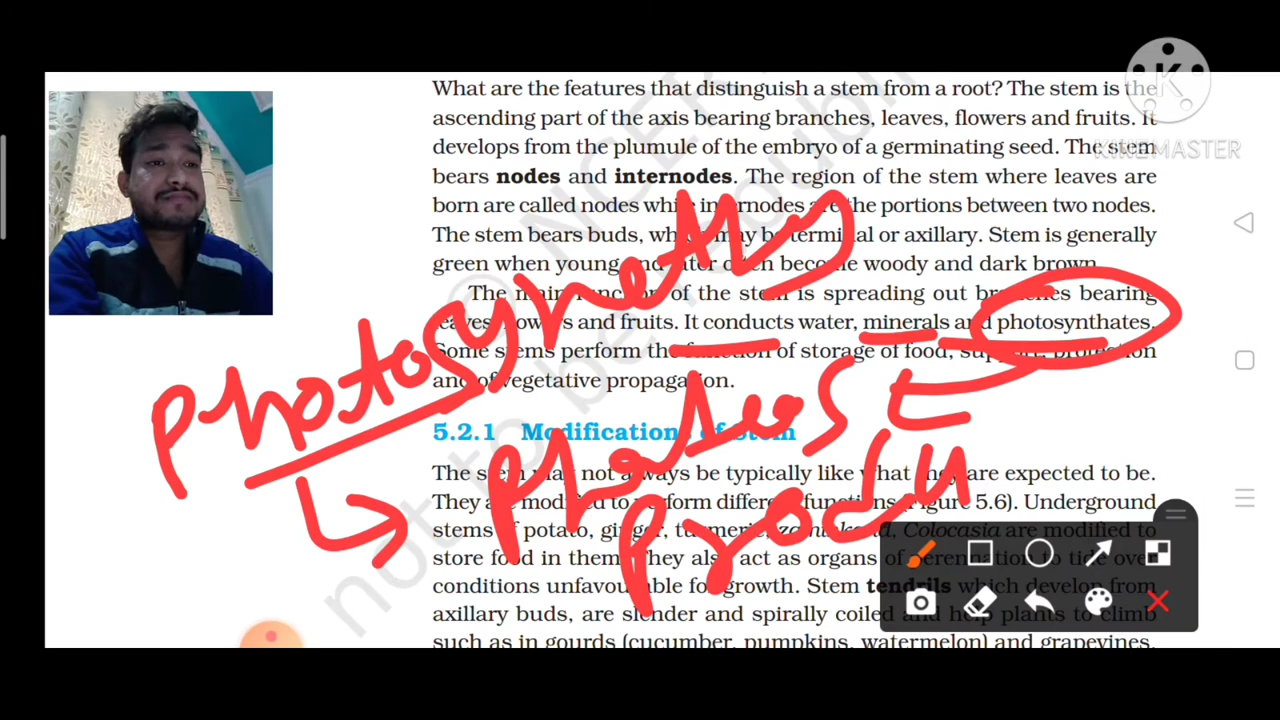 What are the features that distinguish a stem from a root? The stem is the
ascending part of the axis bearing branches, leaves, flowers and fruits. It
develops from the plumule of the embryo of a germinating seed. The stem
bears nodes and internodes. The region of the stem where leaves are
born are called nodes while internodes are the portions between two nodes.
The stem bears buds, which may be terminal or axillary. Stem is generally
green when young and later often become woody and dark brown.
The main function of the stem is spreading out branches bearing
leaves, flowers and fruits. It conducts water, minerals and photosynthates.
Some stems perform the function of storage of food, support, protection
and of vegetative propagation.
5.2.1 Modifications of Stem
The stem may not always be typically like what they are expected to be.
They are modified to perform different functions (Figure 5.6). Underground
stems of potato, ginger, turmeric, zaminkand, Colocasia are modified to
store food in them. They also act as organs of perennation to tide over
conditions unfavourable for growth. Stem tendrils which develop from
axillary buds, are slender and spirally coiled and help plants to climb
such as in gourds (cucumber, pumpkins, watermelon) and grapevines.
KINEMASTER
not to be republi
© NCER
produ